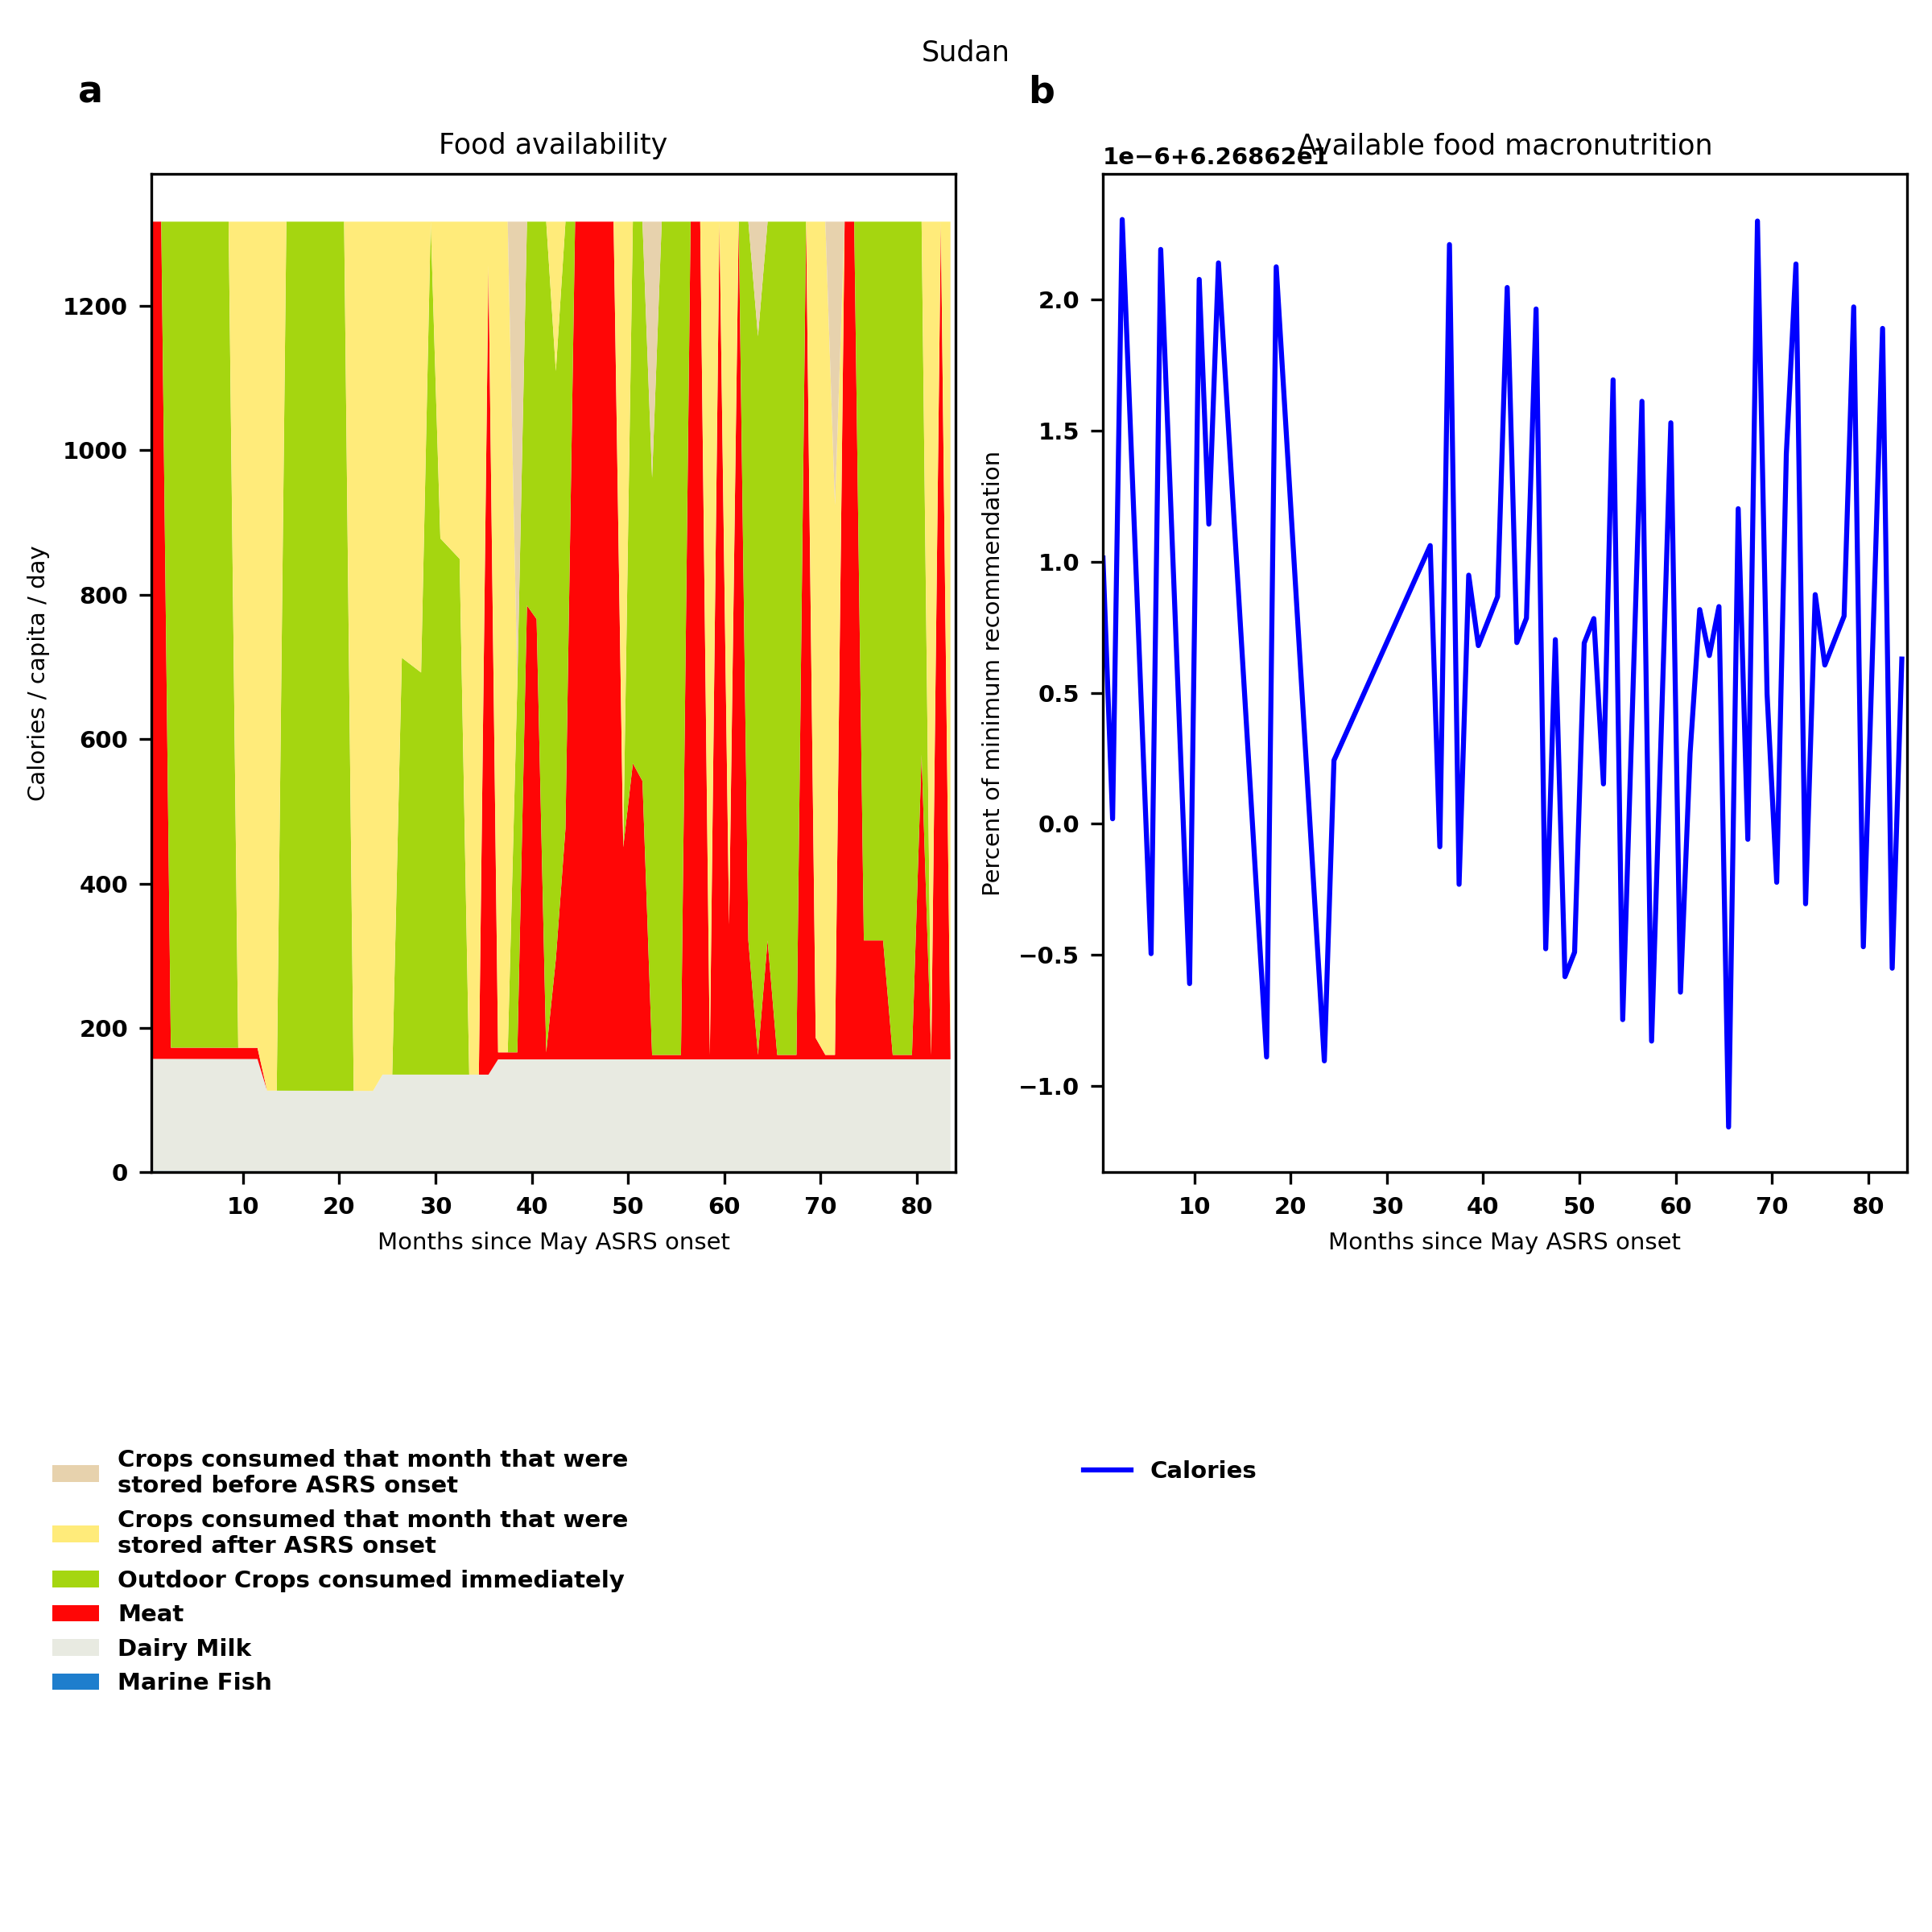 Sudan
a
b
Food availability
Available food macronutrition
1e−6+6.26862e1
1200
1000
800
600
400
200
0
Calories / capita / day
10 20 30 40 50 60 70 80
Months since May ASRS onset
2.0
1.5
1.0
0.5
0.0
−0.5
−1.0
Percent of minimum recommendation
10 20 30 40 50 60 70 80
Months since May ASRS onset
Crops consumed that month that were
stored before ASRS onset
Crops consumed that month that were
stored after ASRS onset
Outdoor Crops consumed immediately
Meat
Dairy Milk
Marine Fish
Calories